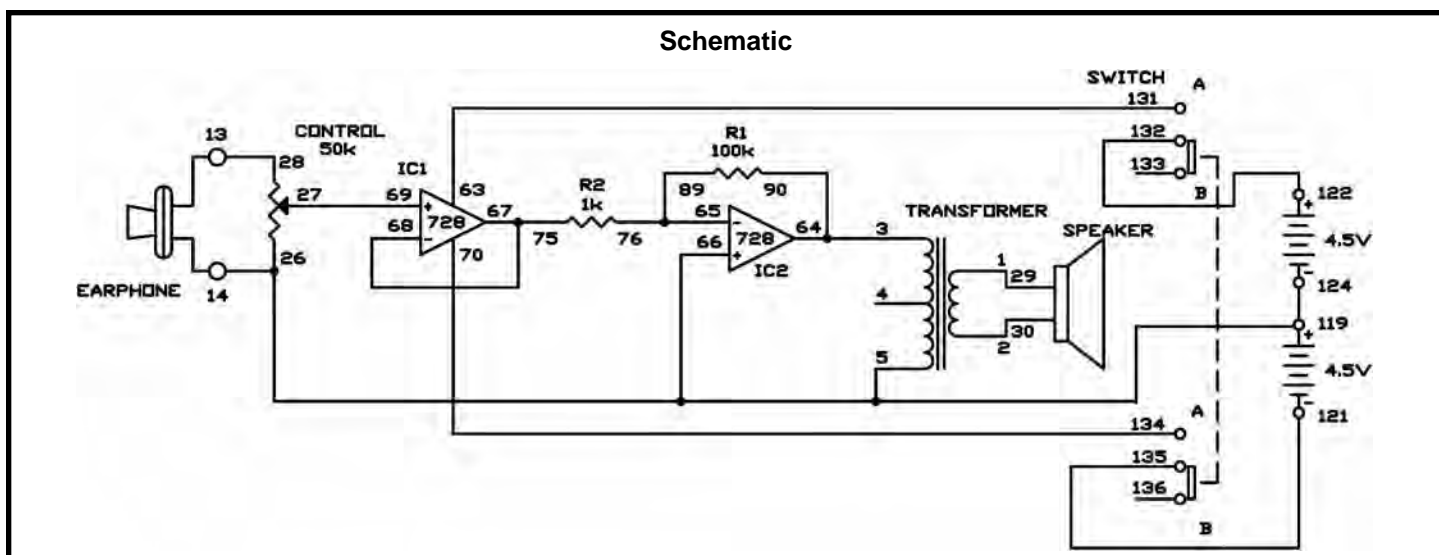 Schematic
SWITCH
A
131
132
133
B
13
CONTROL
50k
28
27
26
14
EARPHONE
IC1
69
+
68
-
728
63
67
70
R2
1k
75
76
R1
100k
89
90
65
-
66
+
728
64
IC2
TRANSFORMER
3
4
5
1
2
SPEAKER
29
30
122
+
4.5V
-
124
119
+
4.5V
-
121
A
134
135
136
B